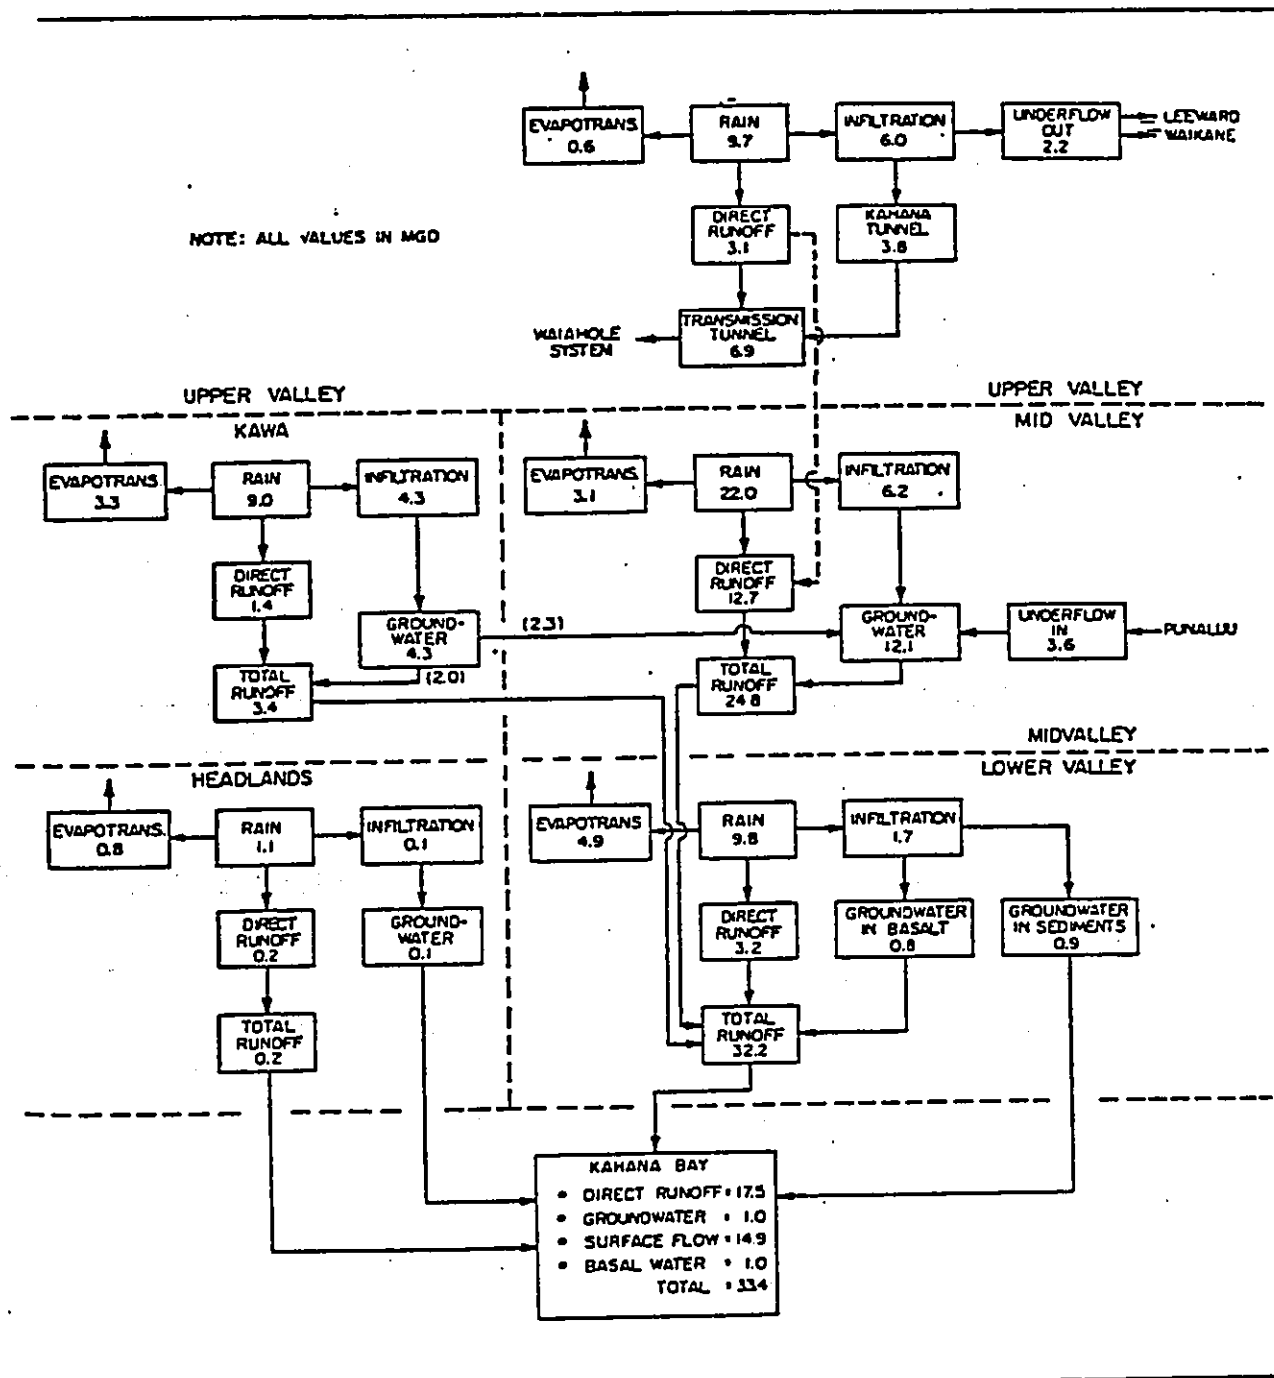 EVAPOTRANS.
0.6
RAIN
9.7
INFILTRATION
6.0
UNDERFLOW
OUT
2.2
LEEWARD
WAIKANE
NOTE: ALL VALUES IN MGD
DIRECT
RUNOFF
3.1
KAHANA
TUNNEL
3.8
WAIAHOLE
SYSTEM
TRANSMISSION
TUNNEL
6.9
UPPER VALLEY
UPPER VALLEY
KAWA
MID VALLEY
EVAPOTRANS.
3.3
RAIN
9.0
INFILTRATION
4.3
EVAPOTRANS.
3.1
RAIN
22.0
INFILTRATION
6.2
DIRECT
RUNOFF
1.4
DIRECT
RUNOFF
12.7
GROUND-
WATER
4.3
(2.3)
GROUND-
WATER
12.1
UNDERFLOW
IN
3.6
PUNALUU
TOTAL
RUNOFF
3.4
(2.0)
TOTAL
RUNOFF
24.8
MIDVALLEY
HEADLANDS
LOWER VALLEY
EVAPOTRANS.
0.8
RAIN
1.1
INFILTRATION
0.1
EVAPOTRANS
4.9
RAIN
9.8
INFILTRATION
1.7
DIRECT
RUNOFF
0.2
GROUND-
WATER
0.1
DIRECT
RUNOFF
3.2
GROUNDWATER
IN BASALT
0.8
GROUNDWATER
IN SEDIMENTS
0.9
TOTAL
RUNOFF
0.2
TOTAL
RUNOFF
32.2
KAHANA BAY
• DIRECT RUNOFF = 17.5
• GROUNDWATER = 1.0
• SURFACE FLOW = 14.9
• BASAL WATER = 1.0
TOTAL = 33.4